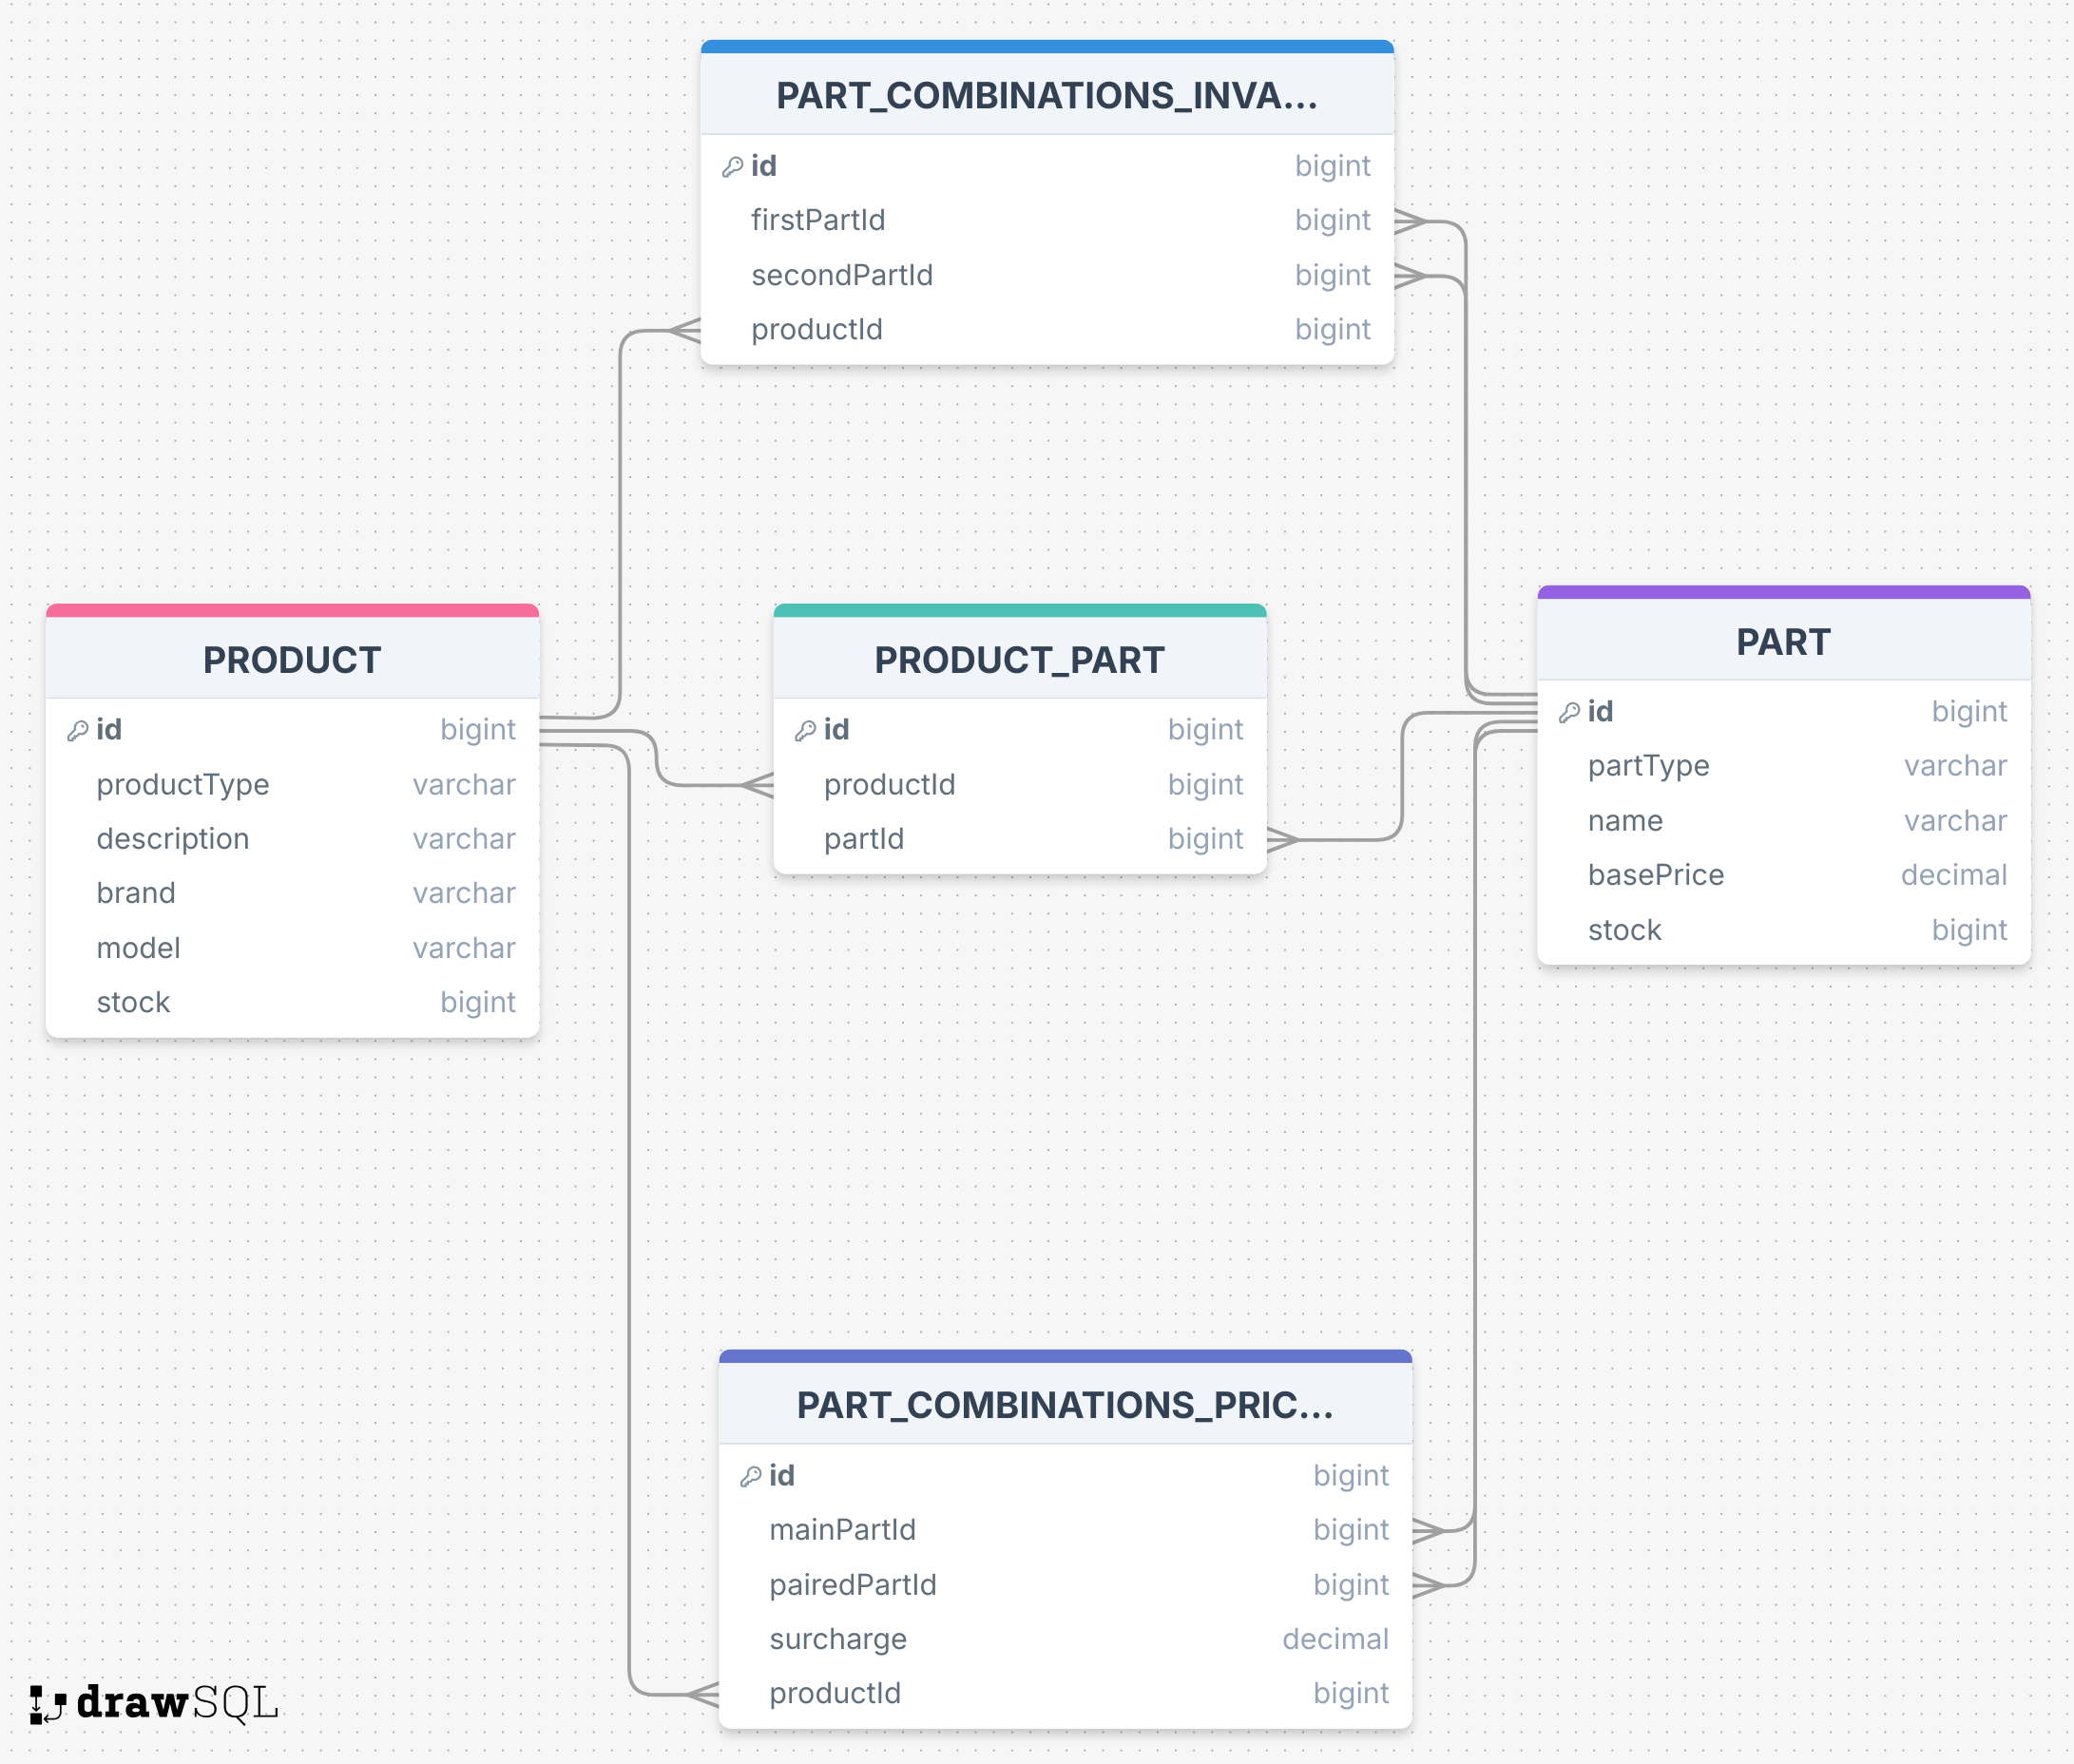 PART_COMBINATIONS_INVA...
id bigint
firstPartId bigint
secondPartId bigint
productId bigint
PRODUCT
id bigint
productType varchar
description varchar
brand varchar
model varchar
stock bigint
PRODUCT_PART
id bigint
productId bigint
partId bigint
PART
id bigint
partType varchar
name varchar
basePrice decimal
stock bigint
PART_COMBINATIONS_PRIC...
id bigint
mainPartId bigint
pairedPartId bigint
surcharge decimal
productId bigint
drawSQL